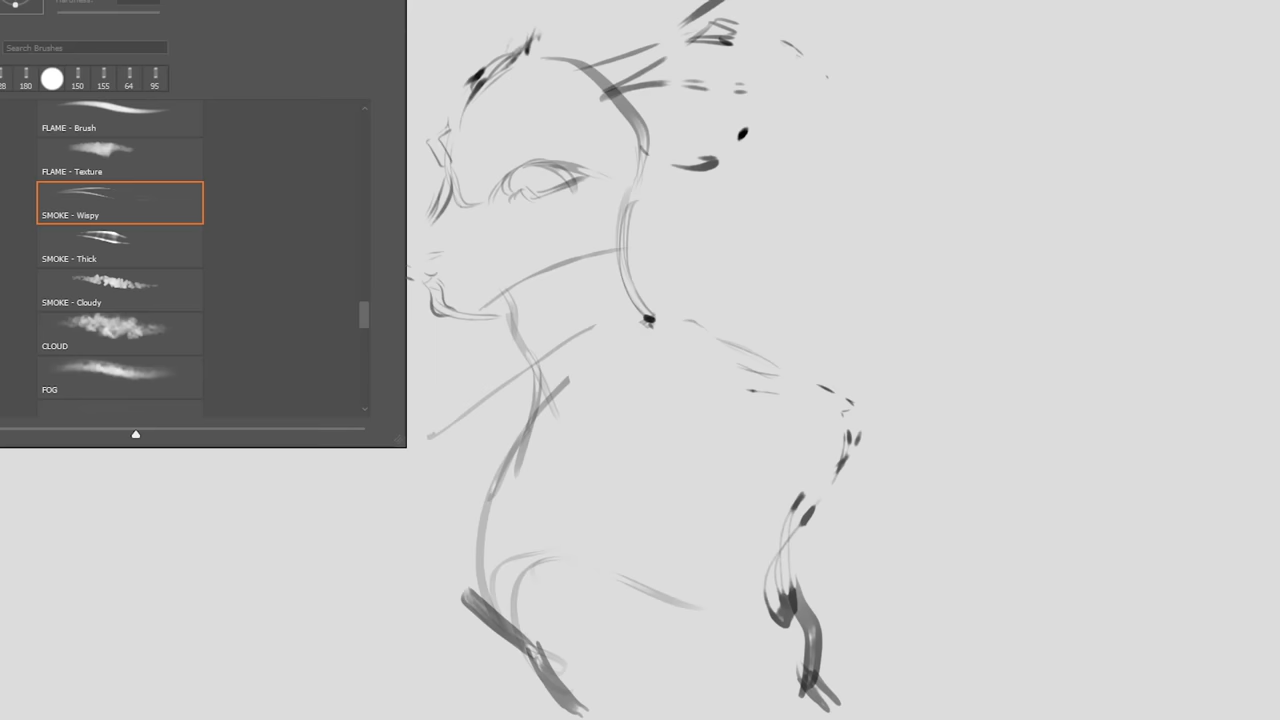 Hardness:
Search Brushes
28 180 150 155 64 95
FLAME - Brush
FLAME - Texture
SMOKE - Wispy
SMOKE - Thick
SMOKE - Cloudy
CLOUD
FOG